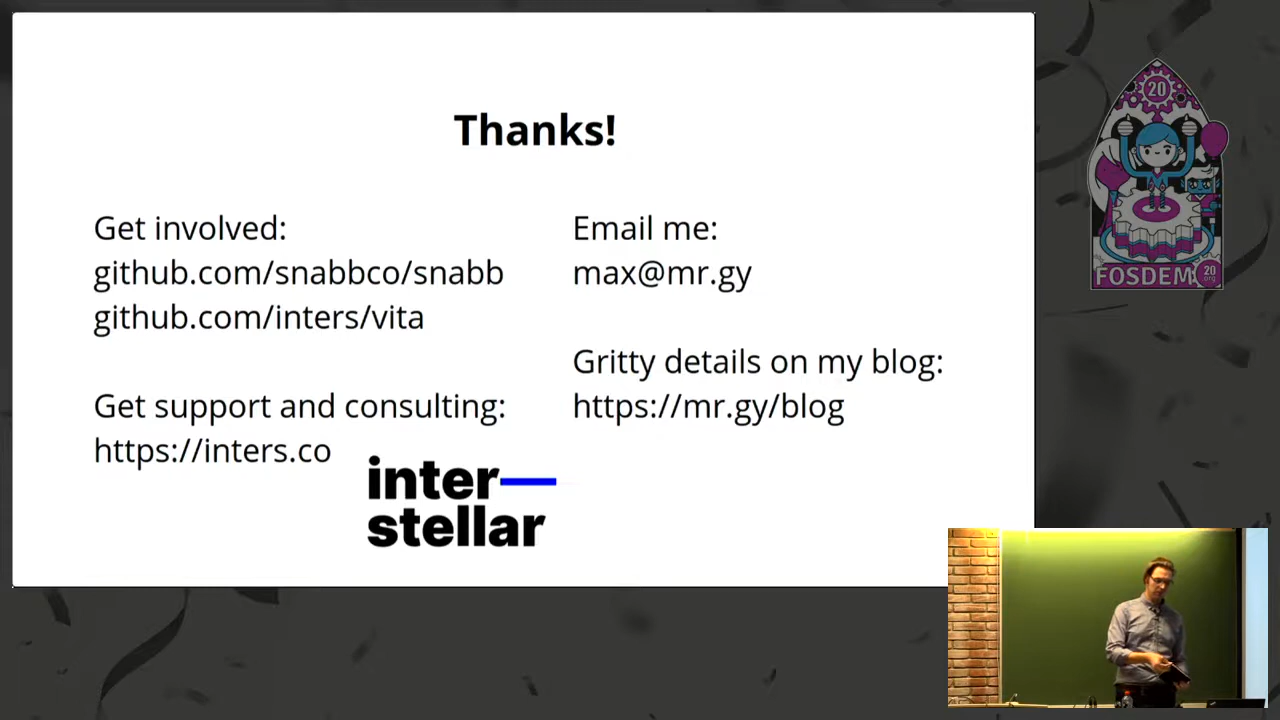 Thanks!
Get involved:
github.com/snabbco/snabb
github.com/inters/vita
Get support and consulting:
https://inters.co
inter—
stellar
Email me:
max@mr.gy
Gritty details on my blog:
https://mr.gy/blog
20
FOSDEM
20
org